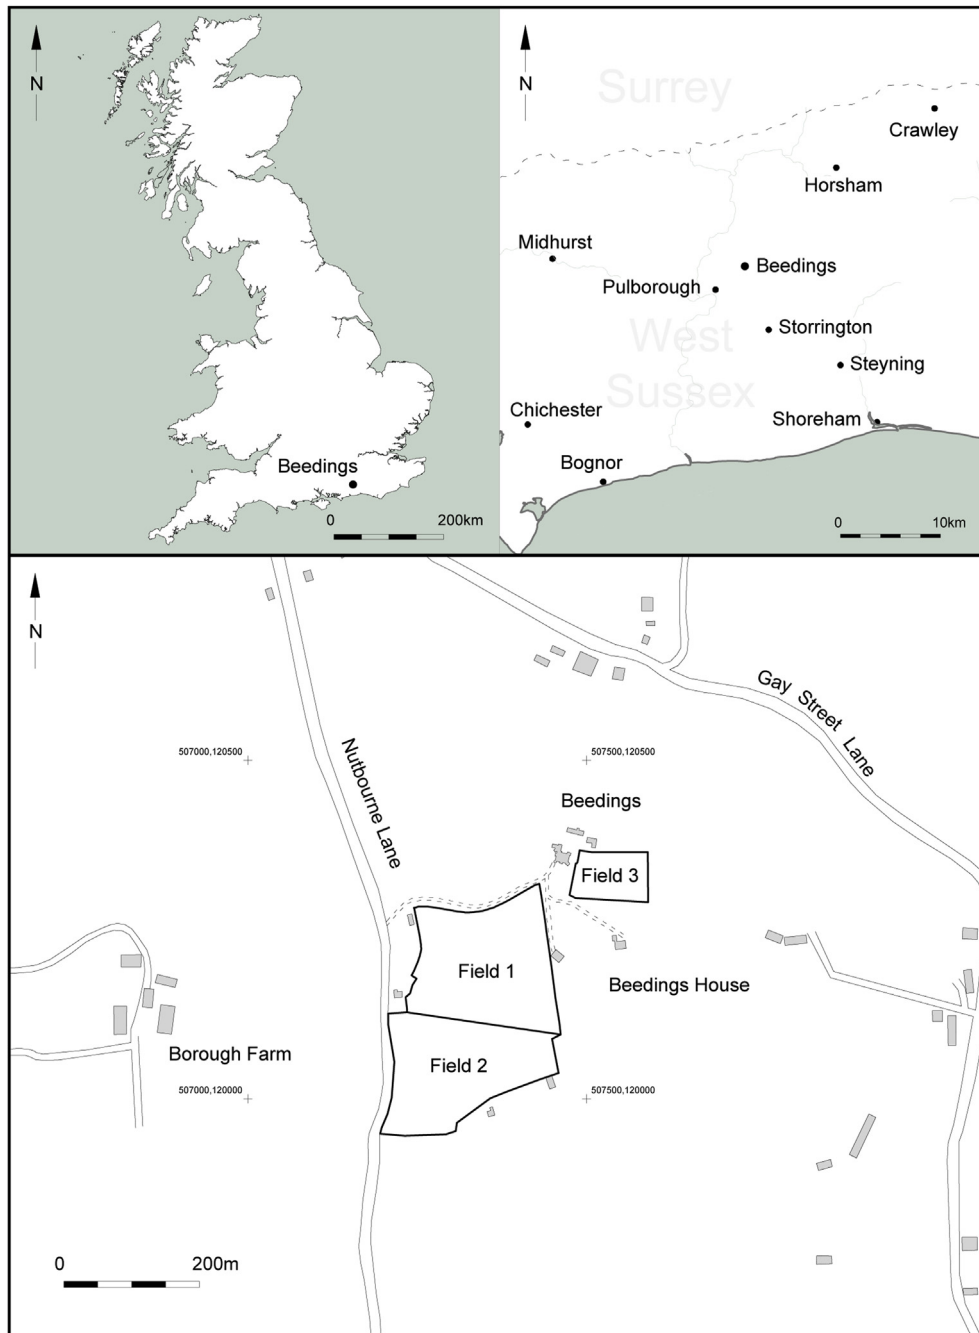 N
Beedings
0 200km
N
Surrey
Crawley
Horsham
Midhurst
Beedings
Pulborough
West
Sussex
Storrington
Steyning
Chichester
Shoreham
Bognor
0 10km
N
Gay Street Lane
507000,120500
507500,120500
Nutbourne Lane
Beedings
Field 3
Field 1
Beedings House
Borough Farm
Field 2
507000,120000
507500,120000
0 200m